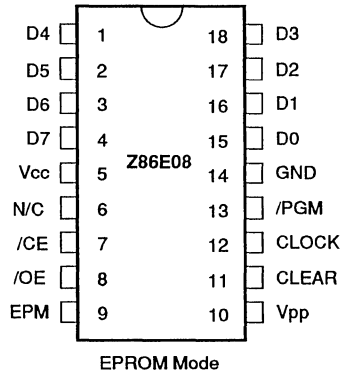 D4 1 18 D3
D5 2 17 D2
D6 3 16 D1
D7 4 15 D0
Z86E08
Vcc 5 14 GND
N/C 6 13 /PGM
/CE 7 12 CLOCK
/OE 8 11 CLEAR
EPM 9 10 Vpp
EPROM Mode